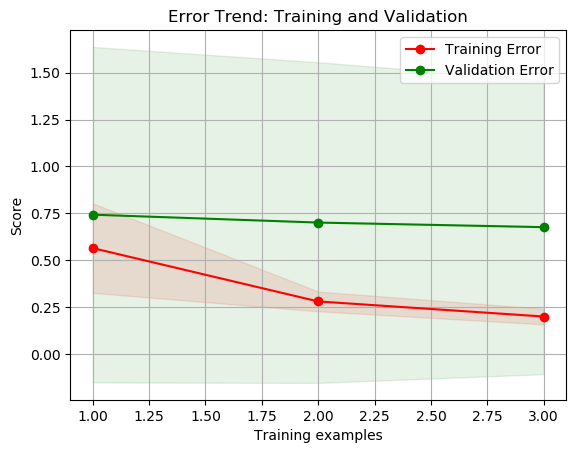 Error Trend: Training and Validation
Training Error
Validation Error
Score
1.50
1.25
1.00
0.75
0.50
0.25
0.00
1.00 1.25 1.50 1.75 2.00 2.25 2.50 2.75 3.00
Training examples